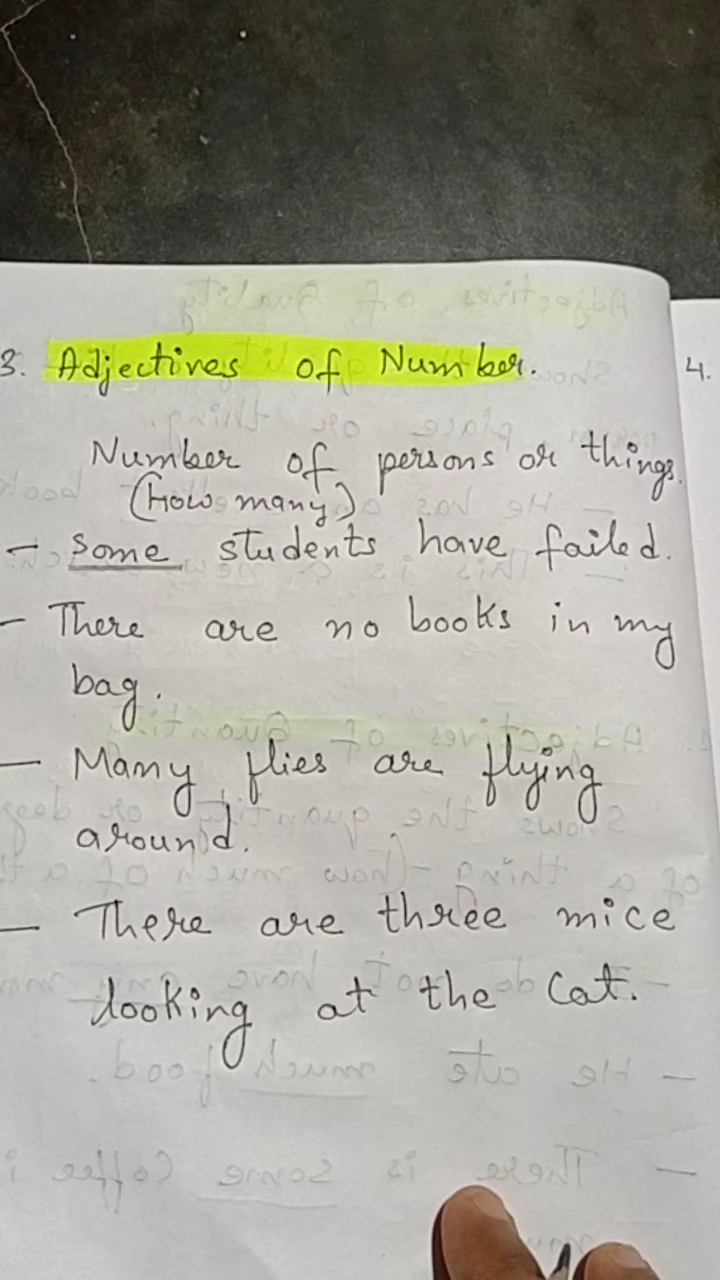 3. Adjectives of Number.
4.
Number of persons or things.
(How many)
- Some students have failed.
- There are no books in my
bag.
- Many flies are flying
around.
- There are three mice
looking at the Cat.